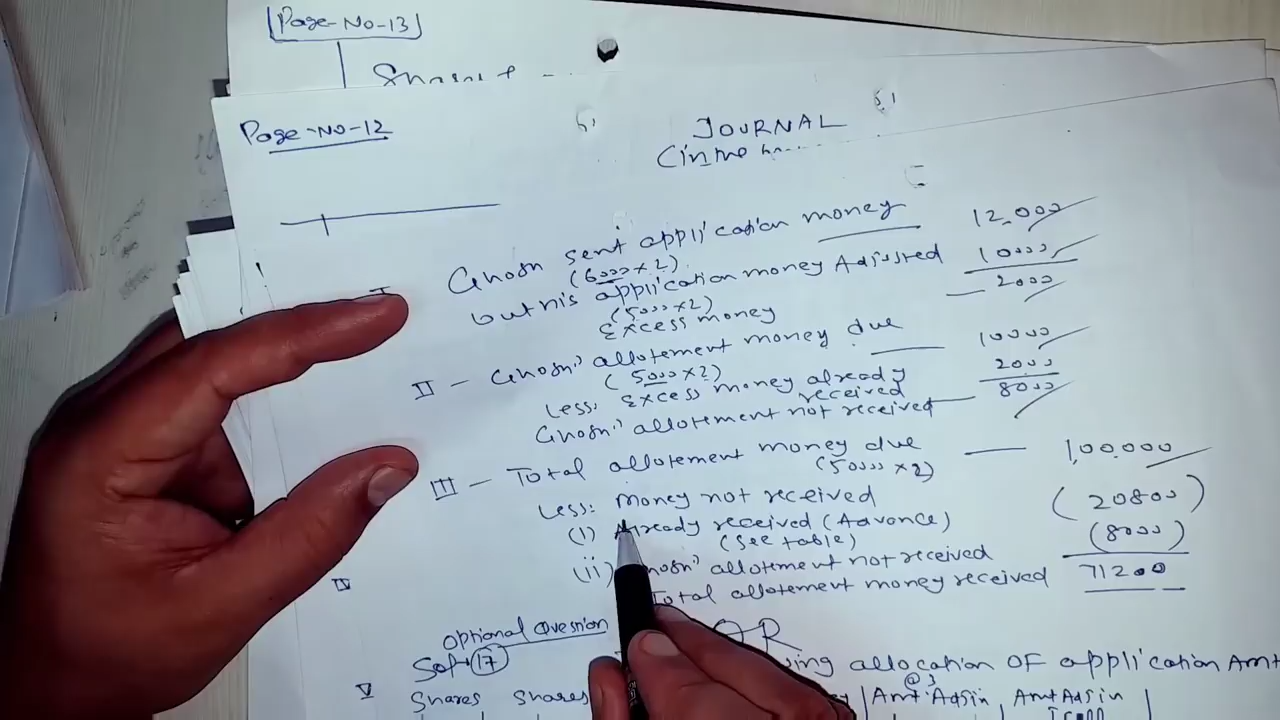 Page-No-13
Page-No-12
JOURNAL
I
Ghosh sent application money 12,000
(6000 x 2)
but his application money Adjusted 10000
(5000 x 2)
Excess money 2000
II - Ghosh' allotement money due 10000
(5000 x 2)
Less: Excess money already received 2000
Ghosh' allotement not received 8000
III - Total allotement money due 1,00,000
(50000 x 2)
Less: money not received
(i) Already received (Advance) (20800)
(See table)
(ii) Ghosh' allotement not received (8000)
Total allotement money received 71200
IV
Optional Question OR
Sol→ 17 allocation OF application Amt
@ 3
V
Shares Shares Amt Adj in Amt Adj in